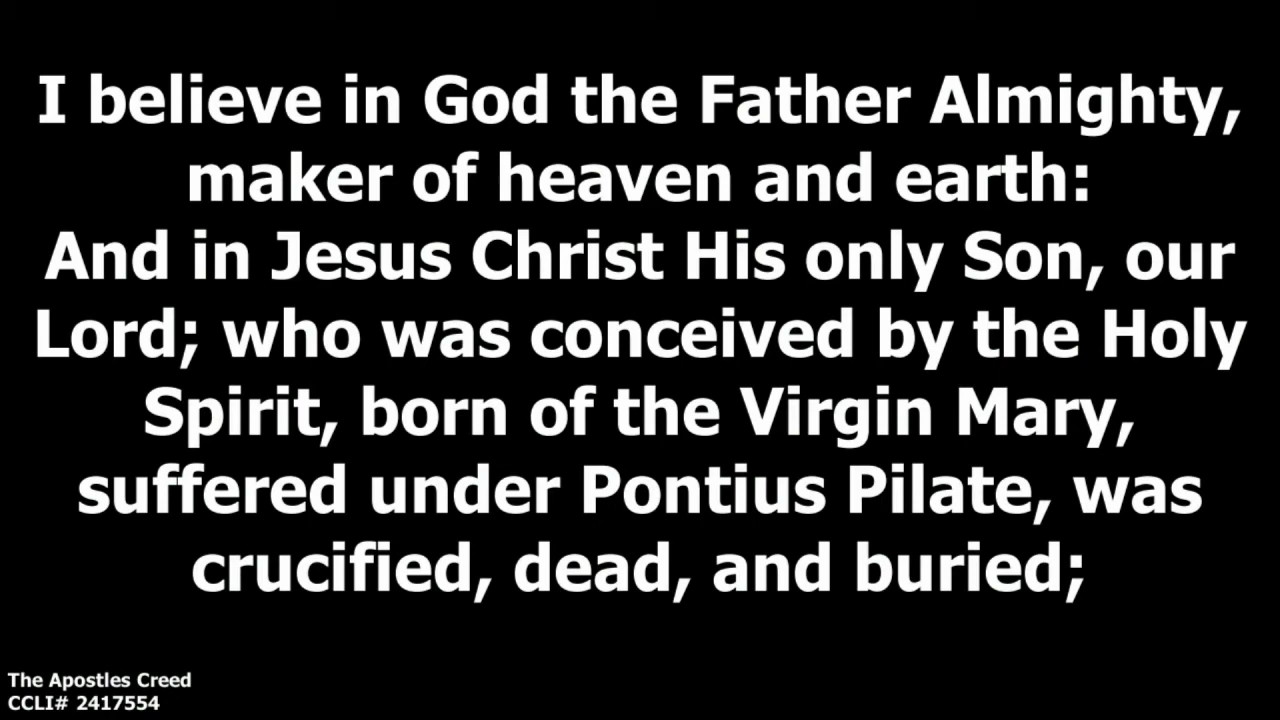 I believe in God the Father Almighty,
maker of heaven and earth:
And in Jesus Christ His only Son, our
Lord; who was conceived by the Holy
Spirit, born of the Virgin Mary,
suffered under Pontius Pilate, was
crucified, dead, and buried;
The Apostles Creed
CCLI# 2417554